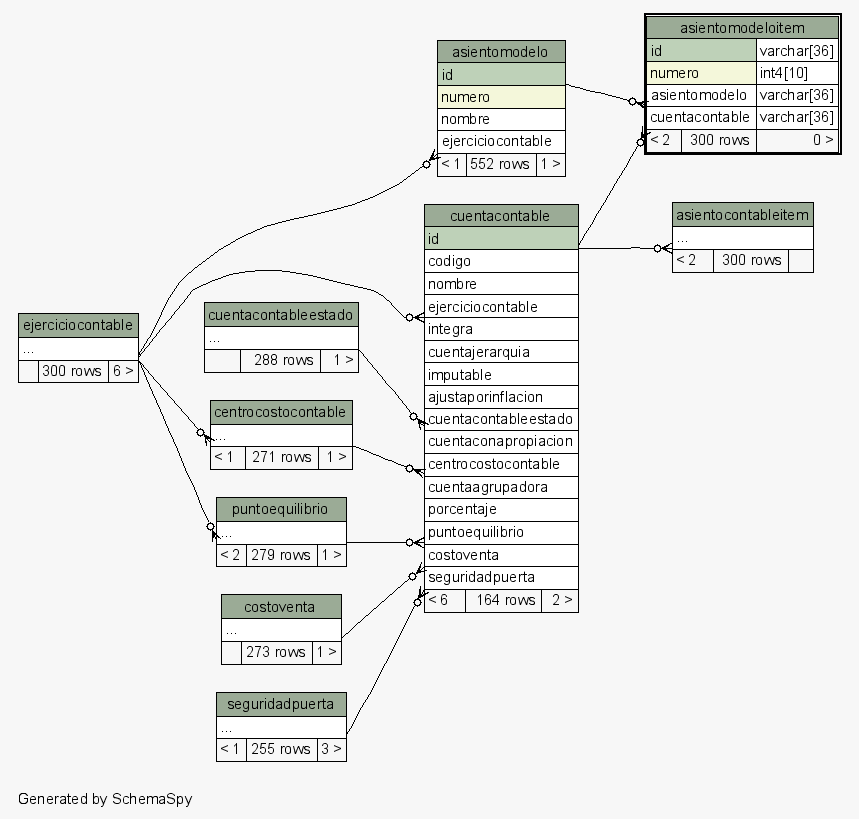 asientomodeloitem
id varchar[36]
numero int4[10]
asientomodelo varchar[36]
cuentacontable varchar[36]
< 2 300 rows 0 >
asientomodelo
id
numero
nombre
ejerciciocontable
< 1 552 rows 1 >
cuentacontable
id
codigo
nombre
ejerciciocontable
integra
cuentajerarquia
imputable
ajustaporinflacion
cuentacontableestado
cuentaconapropiacion
centrocostocontable
cuentaagrupadora
porcentaje
puntoequilibrio
costoventa
seguridadpuerta
< 6 164 rows 2 >
asientocontableitem
...
< 2 300 rows
ejerciciocontable
...
300 rows 6 >
cuentacontableestado
...
288 rows 1 >
centrocostocontable
...
< 1 271 rows 1 >
puntoequilibrio
...
< 2 279 rows 1 >
costoventa
...
273 rows 1 >
seguridadpuerta
...
< 1 255 rows 3 >
Generated by SchemaSpy